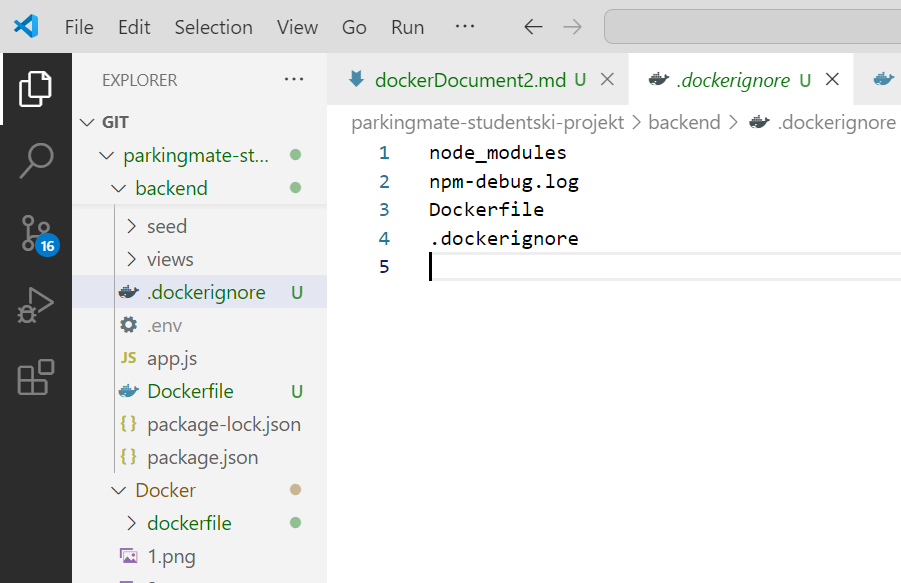 File Edit Selection View Go Run ···
EXPLORER ···
GIT
parkingmate-st...
backend
seed
views
.dockerignore U
.env
JS app.js
Dockerfile U
{} package-lock.json
{} package.json
Docker
dockerfile
1.png
16
dockerDocument2.md U
.dockerignore U
parkingmate-studentski-projekt > backend > .dockerignore
1 node_modules
2 npm-debug.log
3 Dockerfile
4 .dockerignore
5